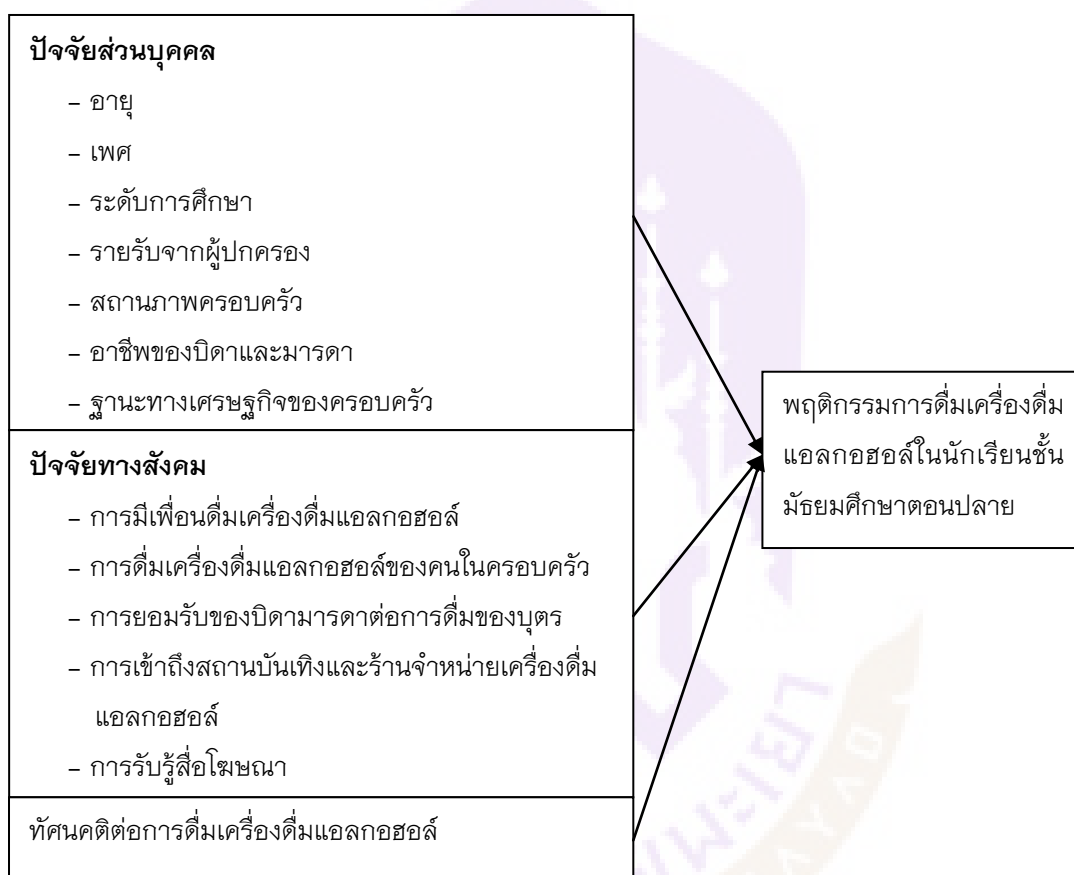 ปัจจัยส่วนบุคคล
- อายุ
- เพศ
- ระดับการศึกษา
- รายรับจากผู้ปกครอง
- สถานภาพครอบครัว
- อาชีพของบิดาและมารดา
- ฐานะทางเศรษฐกิจของครอบครัว
ปัจจัยทางสังคม
- การมีเพื่อนดื่มเครื่องดื่มแอลกอฮอล์
- การดื่มเครื่องดื่มแอลกอฮอล์ของคนในครอบครัว
- การยอมรับของบิดามารดาต่อการดื่มของบุตร
- การเข้าถึงสถานบันเทิงและร้านจำหน่ายเครื่องดื่ม
แอลกอฮอล์
- การรับรู้สื่อโฆษณา
ทัศนคติต่อการดื่มเครื่องดื่มแอลกอฮอล์
พฤติกรรมการดื่มเครื่องดื่ม
แอลกอฮอล์ในนักเรียนชั้น
มัธยมศึกษาตอนปลาย